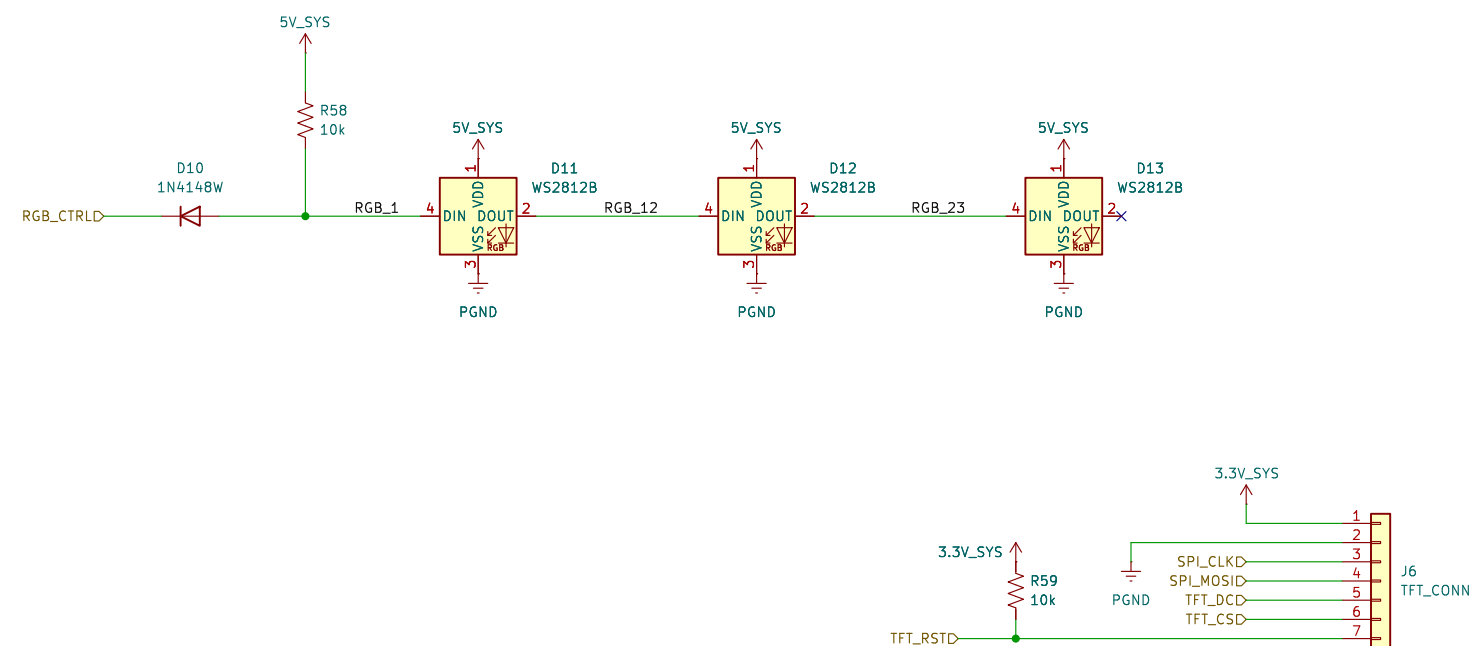 5V_SYS
R58
10k
D10
1N4148W
RGB_CTRL
RGB_1
5V_SYS
1
D11
WS2812B
4
DIN
VDD
DOUT
2
VSS
RGB
3
PGND
RGB_12
5V_SYS
1
D12
WS2812B
4
DIN
VDD
DOUT
2
VSS
RGB
3
PGND
RGB_23
5V_SYS
1
D13
WS2812B
4
DIN
VDD
DOUT
2
VSS
RGB
3
PGND
3.3V_SYS
1
2
PGND
SPI_CLK
3
SPI_MOSI
4
TFT_DC
5
TFT_CS
6
7
J6
TFT_CONN
3.3V_SYS
R59
10k
TFT_RST